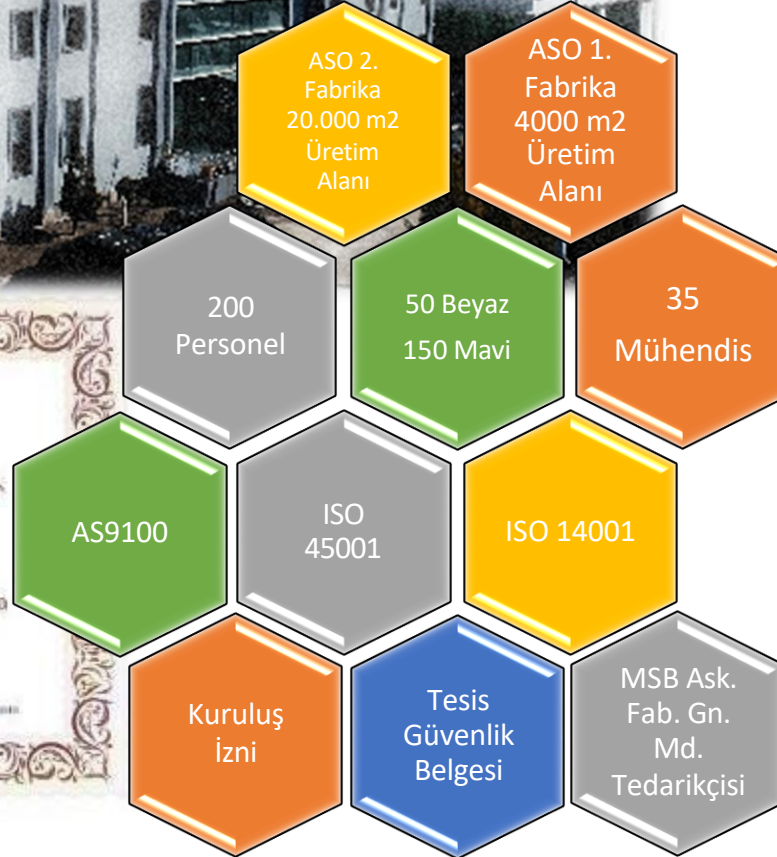 ASO 2.
Fabrika
20.000 m2
Üretim
Alanı
ASO 1.
Fabrika
4000 m2
Üretim
Alanı
200
Personel
50 Beyaz
150 Mavi
35
Mühendis
AS9100
ISO
45001
ISO 14001
Kuruluş
İzni
Tesis
Güvenlik
Belgesi
MSB Ask.
Fab. Gn.
Md.
Tedarikçisi